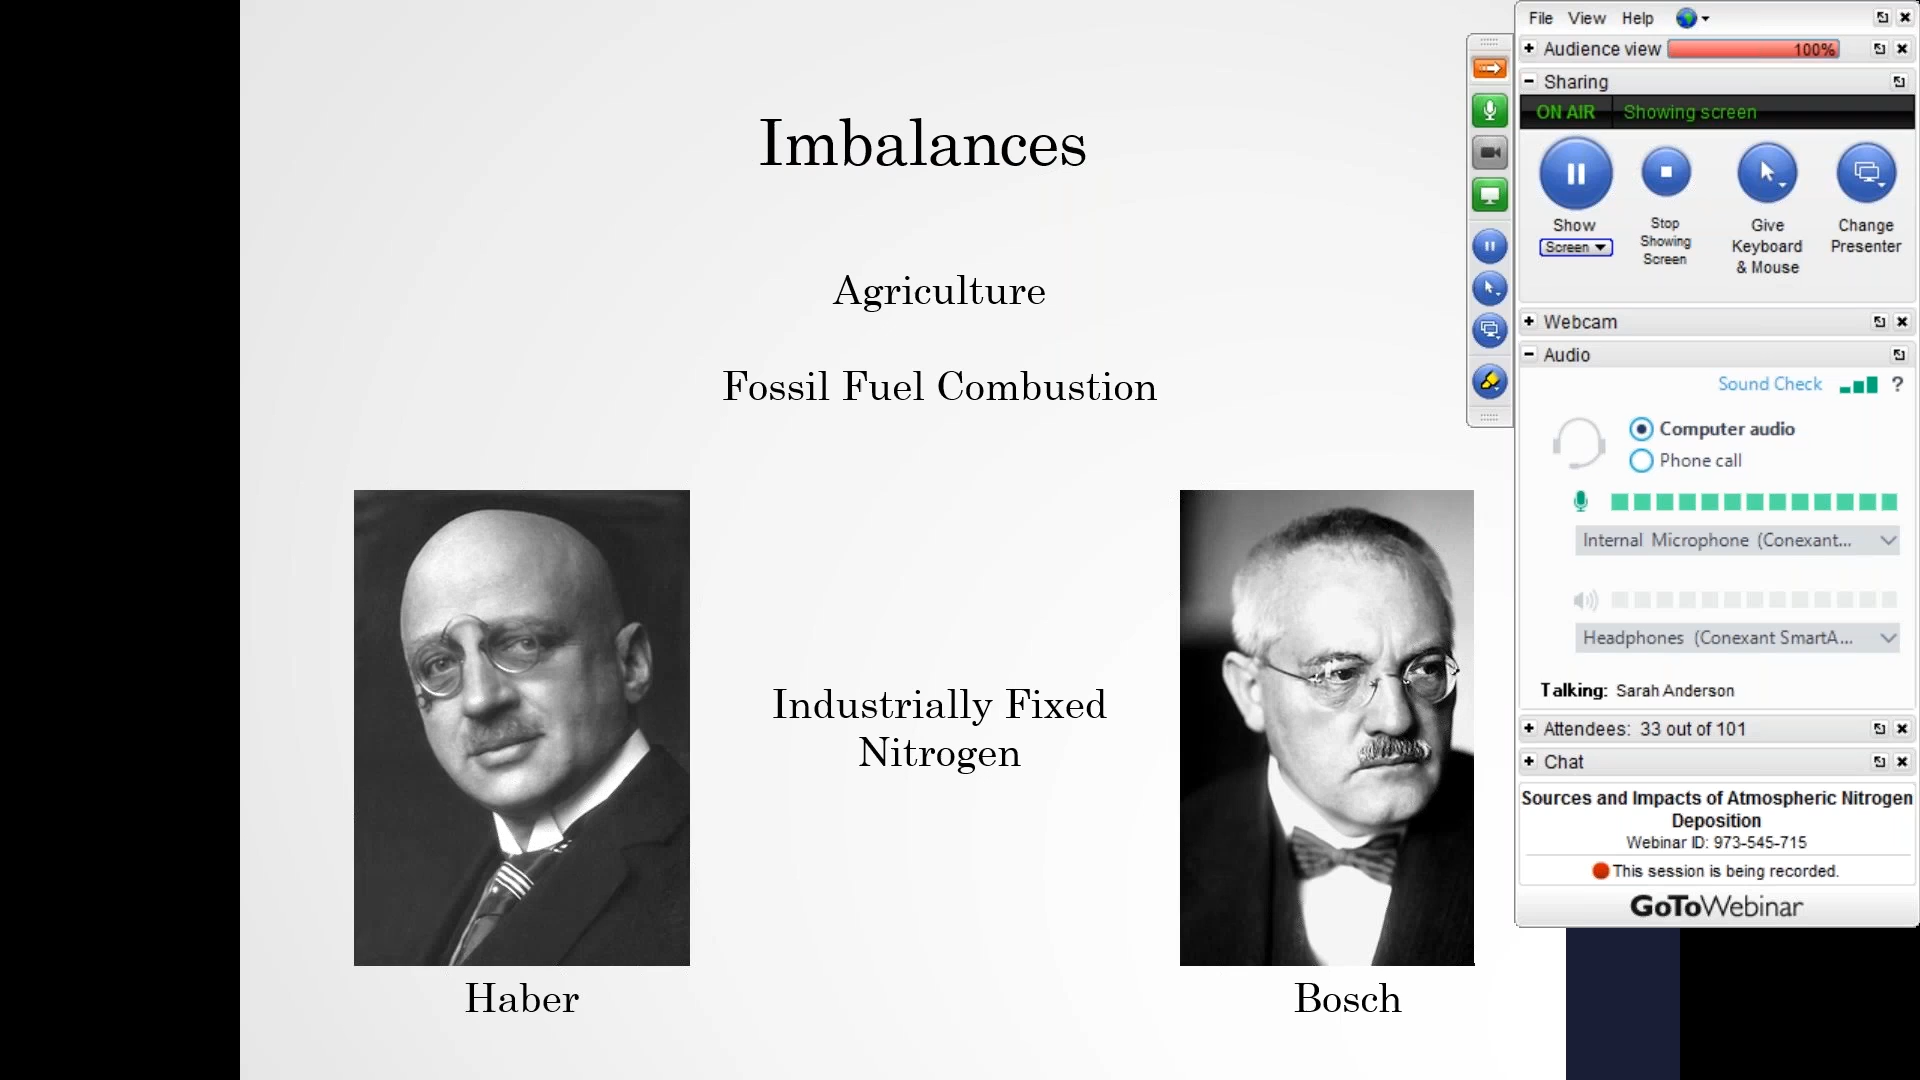 Imbalances
Agriculture
Fossil Fuel Combustion
Industrially Fixed
Nitrogen
Haber
Bosch
File View Help
Audience view 100%
Sharing
ON AIR Showing screen
Show
Screen
Stop
Showing
Screen
Give
Keyboard
& Mouse
Change
Presenter
Webcam
Audio
Sound Check ?
Computer audio
Phone call
Internal Microphone (Conexant...
Headphones (Conexant SmartA...
Talking: Sarah Anderson
Attendees: 33 out of 101
Chat
Sources and Impacts of Atmospheric Nitrogen
Deposition
Webinar ID: 973-545-715
This session is being recorded.
GoToWebinar